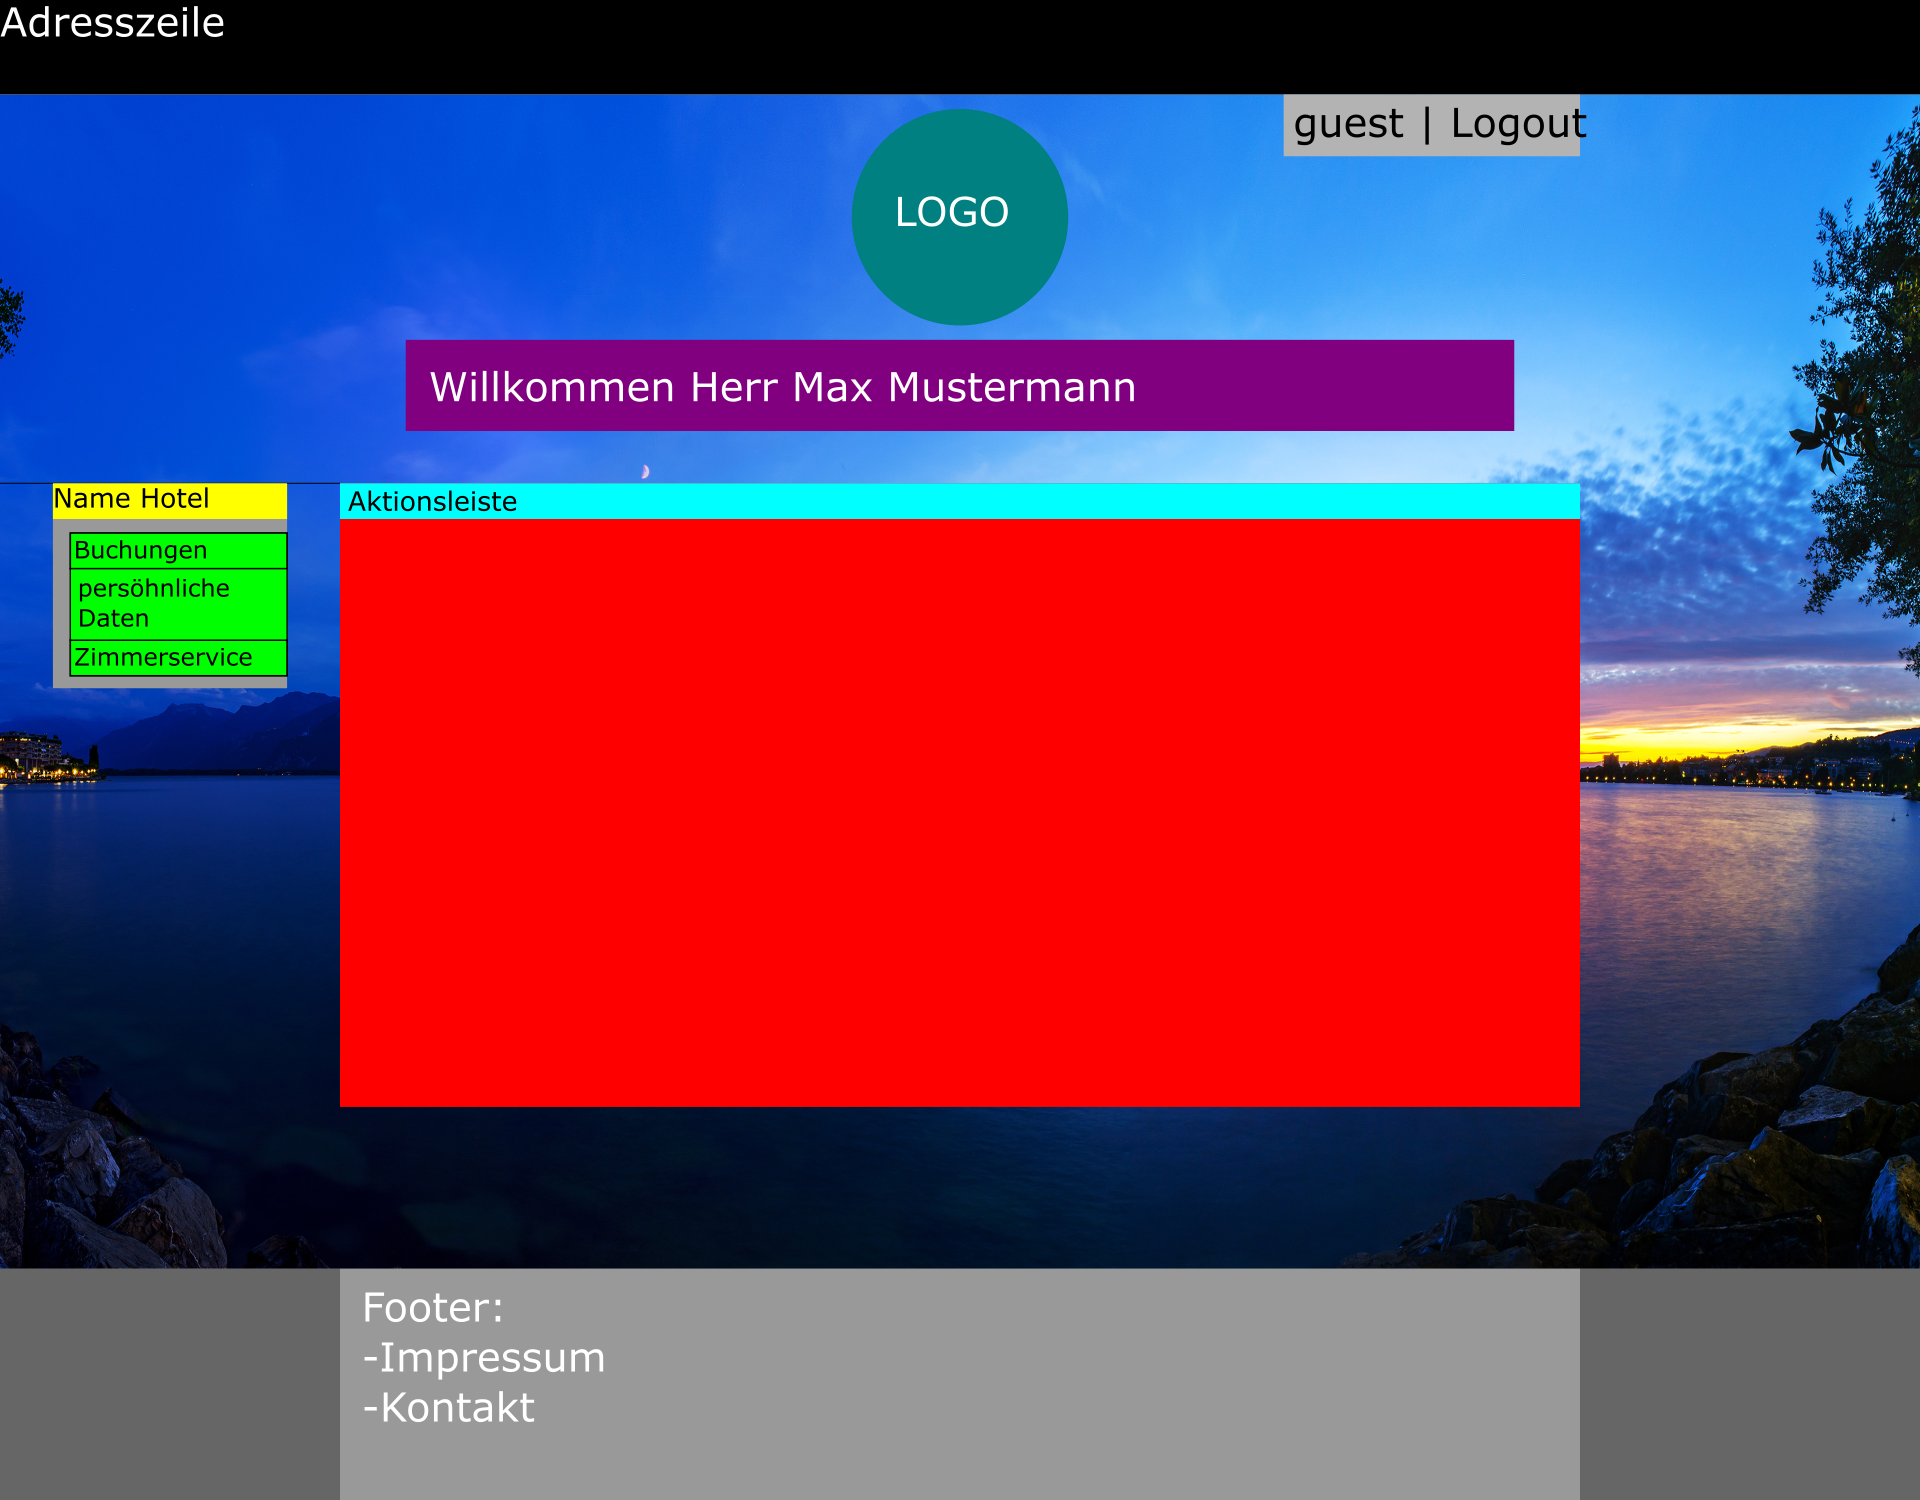 Adresszeile
guest | Logout
LOGO
Willkommen Herr Max Mustermann
Name Hotel
Aktionsleiste
Buchungen
persöhnliche
Daten
Zimmerservice
Footer:
-Impressum
-Kontakt